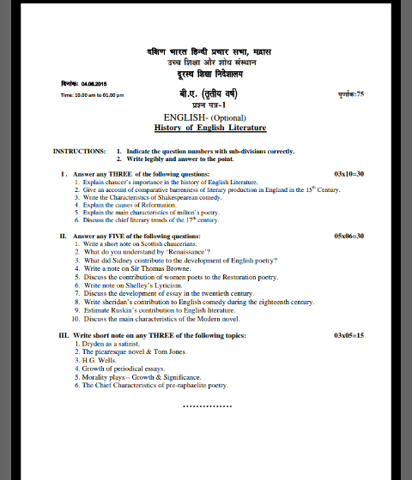 दक्षिण भारत हिन्दी प्रचार सभा, मद्रास
उच्च शिक्षा और शोध संस्थान
दूरस्थ शिक्षा निदेशालय
दिनांक: 04.06.2015
Time: 10.00 am to 01.00 pm
बी.ए. (तृतीय वर्ष)
पूर्णांक:75
प्रश्न पत्र-1
ENGLISH- (Optional)
History of English Literature
INSTRUCTIONS: 1. Indicate the question numbers with sub-divisions correctly.
2. Write legibly and answer to the point.
I. Answer any THREE of the following questions: 03x10=30
1. Explain chaucer's importance in the history of English Literature.
2. Give an account of comparative barrenness of literary production in England in the 15th Century.
3. Write the Characteristics of Shakespearean comedy.
4. Explain the causes of Reformation.
5. Explain the main characteristics of milton's poetry.
6. Discuss the chief literary trends of the 17th century.
II. Answer any FIVE of the following questions: 05x06=30
1. Write a short note on Scottish chaucerians.
2. What do you understand by 'Renaissance'?
3. What did Sidney contribute to the development of English poetry?
4. Write a note on Sir Thomas Browne.
5. Discuss the contribution of women poets to the Restoration poetry.
6. Write note on Shelley's Lyricism.
7. Discuss the development of essay in the twentieth century.
8. Write sheridan's contribution to English comedy during the eighteenth century.
9. Estimate Ruskin's contribution to English literature.
10. Discuss the main characteristics of the Modern novel.
III. Write short note on any THREE of the following topics: 03x05=15
1. Dryden as a satirist.
2. The picaresque novel & Tom Jones
3. H.G. Wells.
4. Growth of periodical essays.
5. Morality plays – Growth & Significance.
6. The Chief Characteristics of pre-raphaelite poetry.